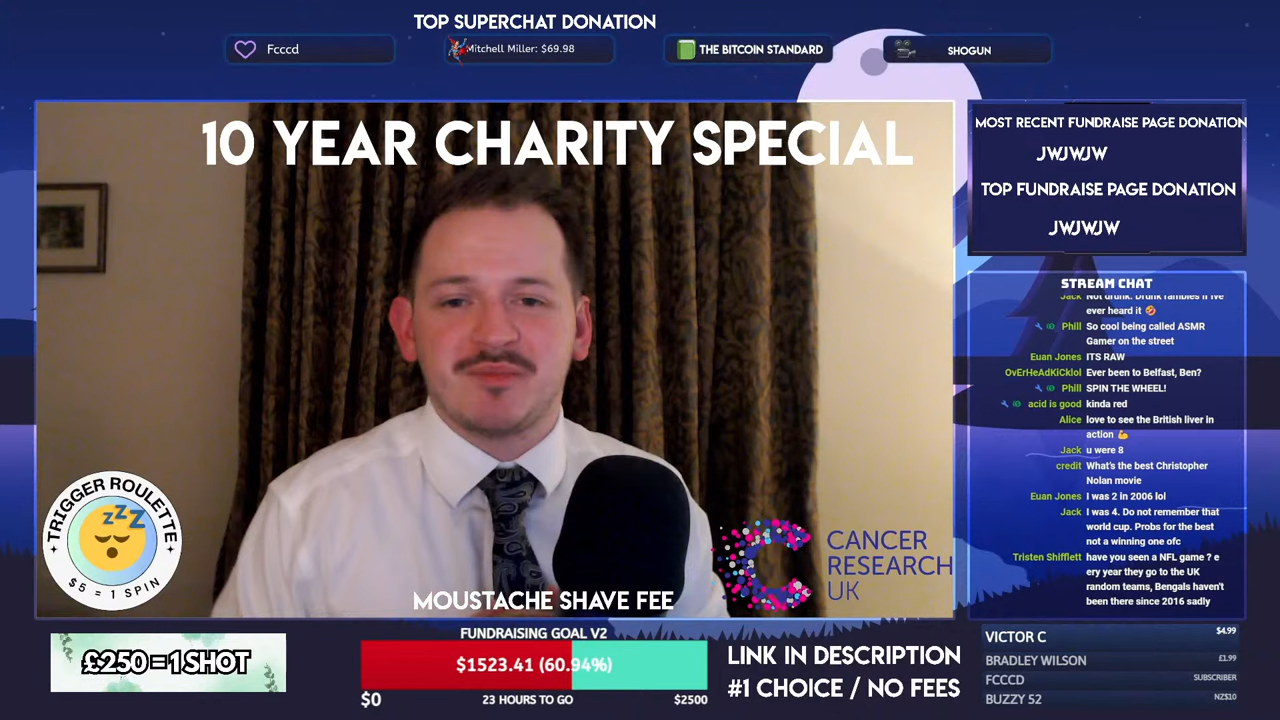 TOP SUPERCHAT DONATION
Fcccd
Mitchell Miller: $69.98
THE BITCOIN STANDARD
SHOGUN
10 YEAR CHARITY SPECIAL
MOST RECENT FUNDRAISE PAGE DONATION
JWJWJW
TOP FUNDRAISE PAGE DONATION
JWJWJW
STREAM CHAT
Jack Not drunk. Drunk rambles if ive
ever heard it 🤣
Phill So cool being called ASMR
Gamer on the street
Euan Jones ITS RAW
OvErHeAdKiCklol Ever been to Belfast, Ben?
Phill SPIN THE WHEEL!
acid is good kinda red
Alice love to see the British liver in
action 💪
Jack u were 8
credit What's the best Christopher
Nolan movie
Euan Jones I was 2 in 2006 lol
Jack I was 4. Do not remember that
world cup. Probs for the best
not a winning one ofc
Tristen Shifflett have you seen a NFL game ? e
ery year they go to the UK
random teams, Bengals haven't
been there since 2016 sadly
TRIGGER ROULETTE
zzz
$5 = 1 SPIN
CANCER
RESEARCH
UK
MOUSTACHE SHAVE FEE
£250 = 1 SHOT
FUNDRAISING GOAL V2
$1523.41 (60.94%)
$0
23 HOURS TO GO
$2500
LINK IN DESCRIPTION
#1 CHOICE / NO FEES
VICTOR C $4.99
BRADLEY WILSON £1.99
FCCCD SUBSCRIBER
BUZZY 52 NZ$10